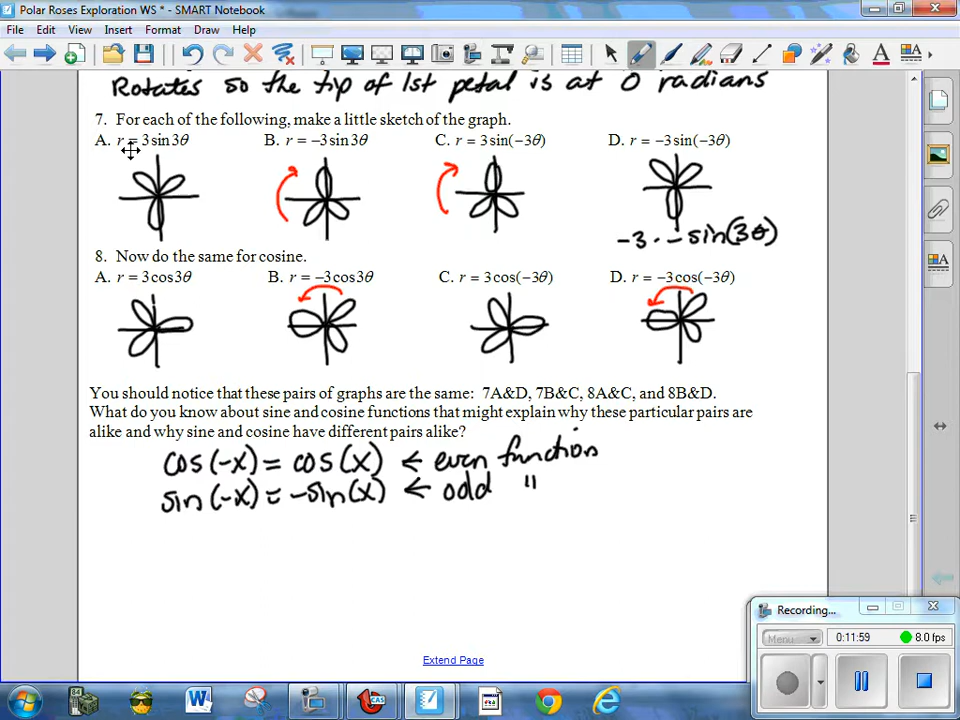 Polar Roses Exploration WS * - SMART Notebook
File Edit View Insert Format Draw Help
Rotates so the tip of 1st petal is at 0 radians
7. For each of the following, make a little sketch of the graph.
A. r = 3sin3θ B. r = −3sin3θ C. r = 3sin(−3θ) D. r = −3sin(−3θ)
-3 · -sin(3θ)
8. Now do the same for cosine.
A. r = 3cos3θ B. r = −3cos3θ C. r = 3cos(−3θ) D. r = −3cos(−3θ)
You should notice that these pairs of graphs are the same: 7A&D, 7B&C, 8A&C, and 8B&D.
What do you know about sine and cosine functions that might explain why these particular pairs are
alike and why sine and cosine have different pairs alike?
cos(-x) = cos(x) ← even function
sin(-x) = -sin(x) ← odd "
Recording...
Menu 0:11:59 8.0 fps
Extend Page
84 CAS